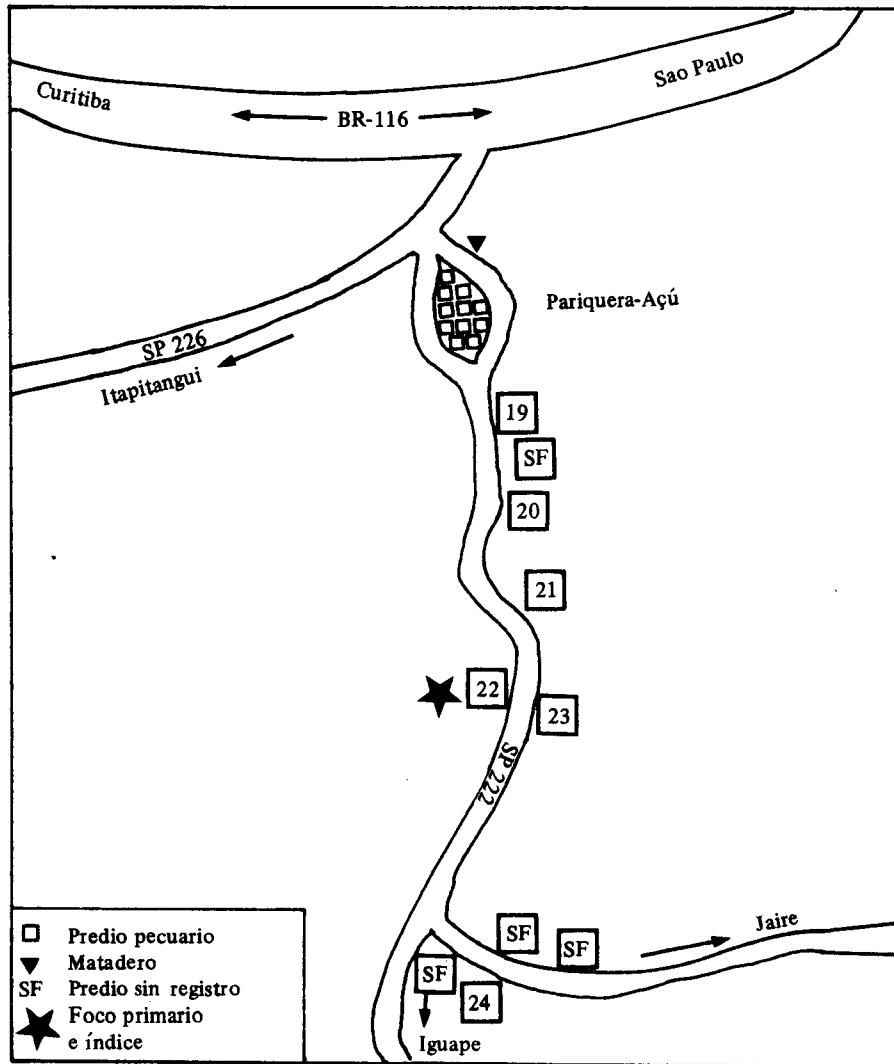 Curitiba
Sao Paulo
BR-116
Pariquera-Açú
SP 226
Itapitangui
19
SF
20
21
22
23
SP 222
Jaire
SF
SF
SF
24
Iguape
Predio pecuario
Matadero
SF Predio sin registro
Foco primario
e índice